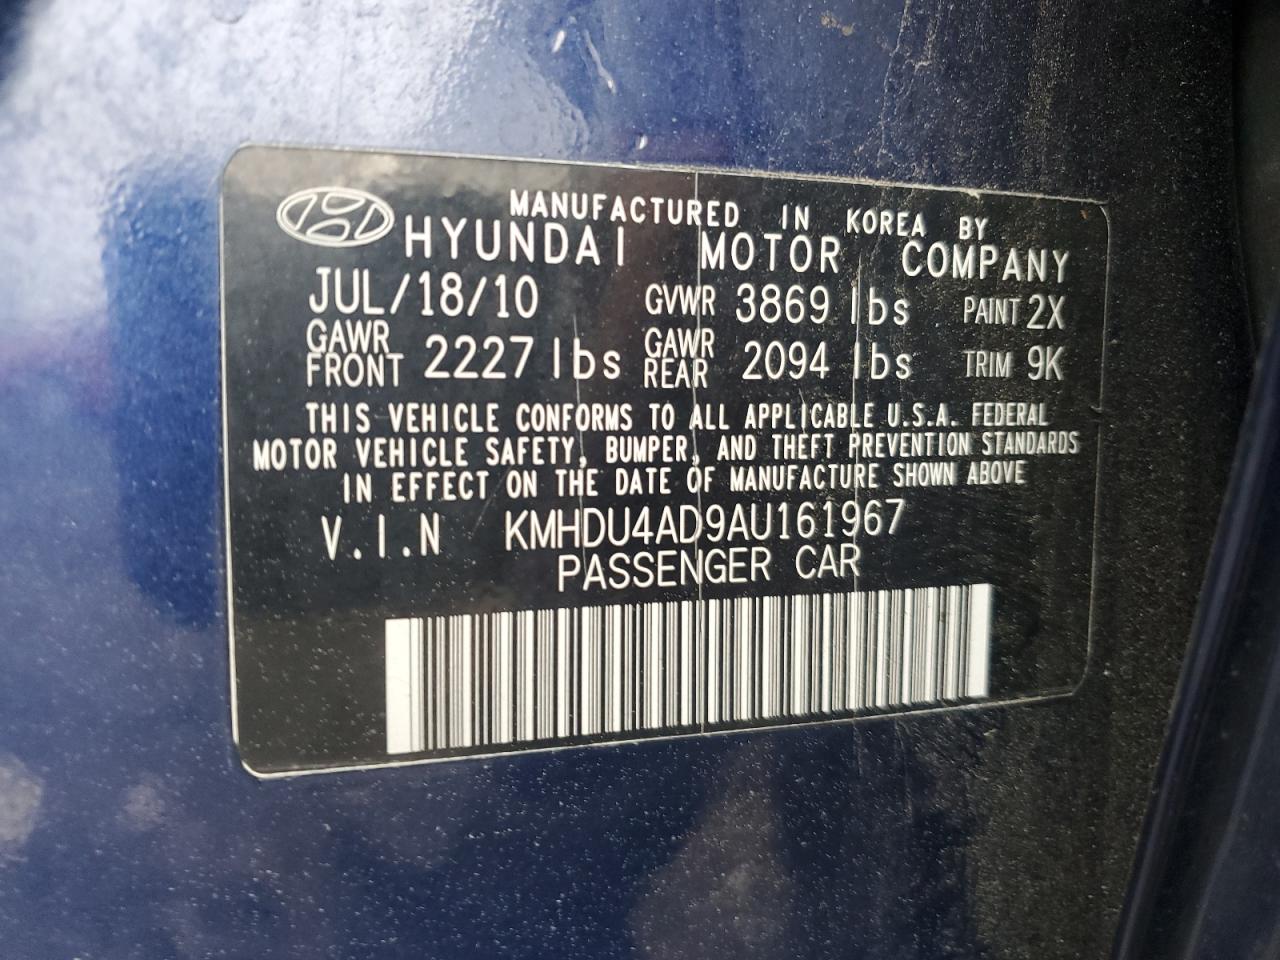 MANUFACTURED IN KOREA BY
HYUNDAI MOTOR COMPANY
JUL/18/10 GVWR 3869 lbs PAINT 2X
GAWR FRONT 2227 lbs GAWR REAR 2094 lbs TRIM 9K
THIS VEHICLE CONFORMS TO ALL APPLICABLE U.S.A. FEDERAL
MOTOR VEHICLE SAFETY, BUMPER, AND THEFT PREVENTION STANDARDS
IN EFFECT ON THE DATE OF MANUFACTURE SHOWN ABOVE
V.I.N KMHDU4AD9AU161967
PASSENGER CAR